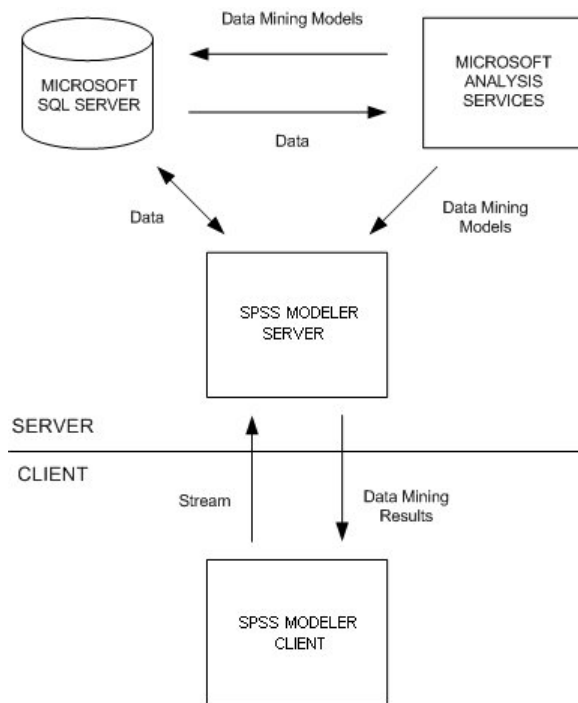 Data Mining Models
MICROSOFT
SQL SERVER
MICROSOFT
ANALYSIS
SERVICES
Data
Data
Data Mining
Models
SPSS MODELER
SERVER
SERVER
CLIENT
Stream
Data Mining
Results
SPSS MODELER
CLIENT